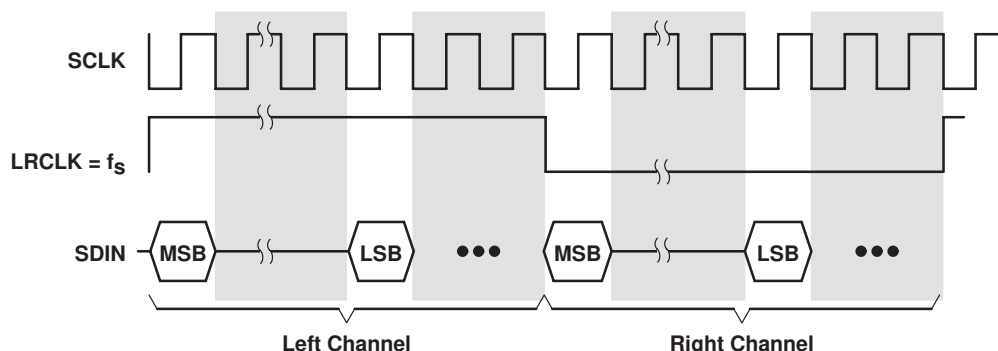 SCLK
LRCLK = fs
SDIN MSB LSB ●●● MSB LSB ●●●
Left Channel Right Channel